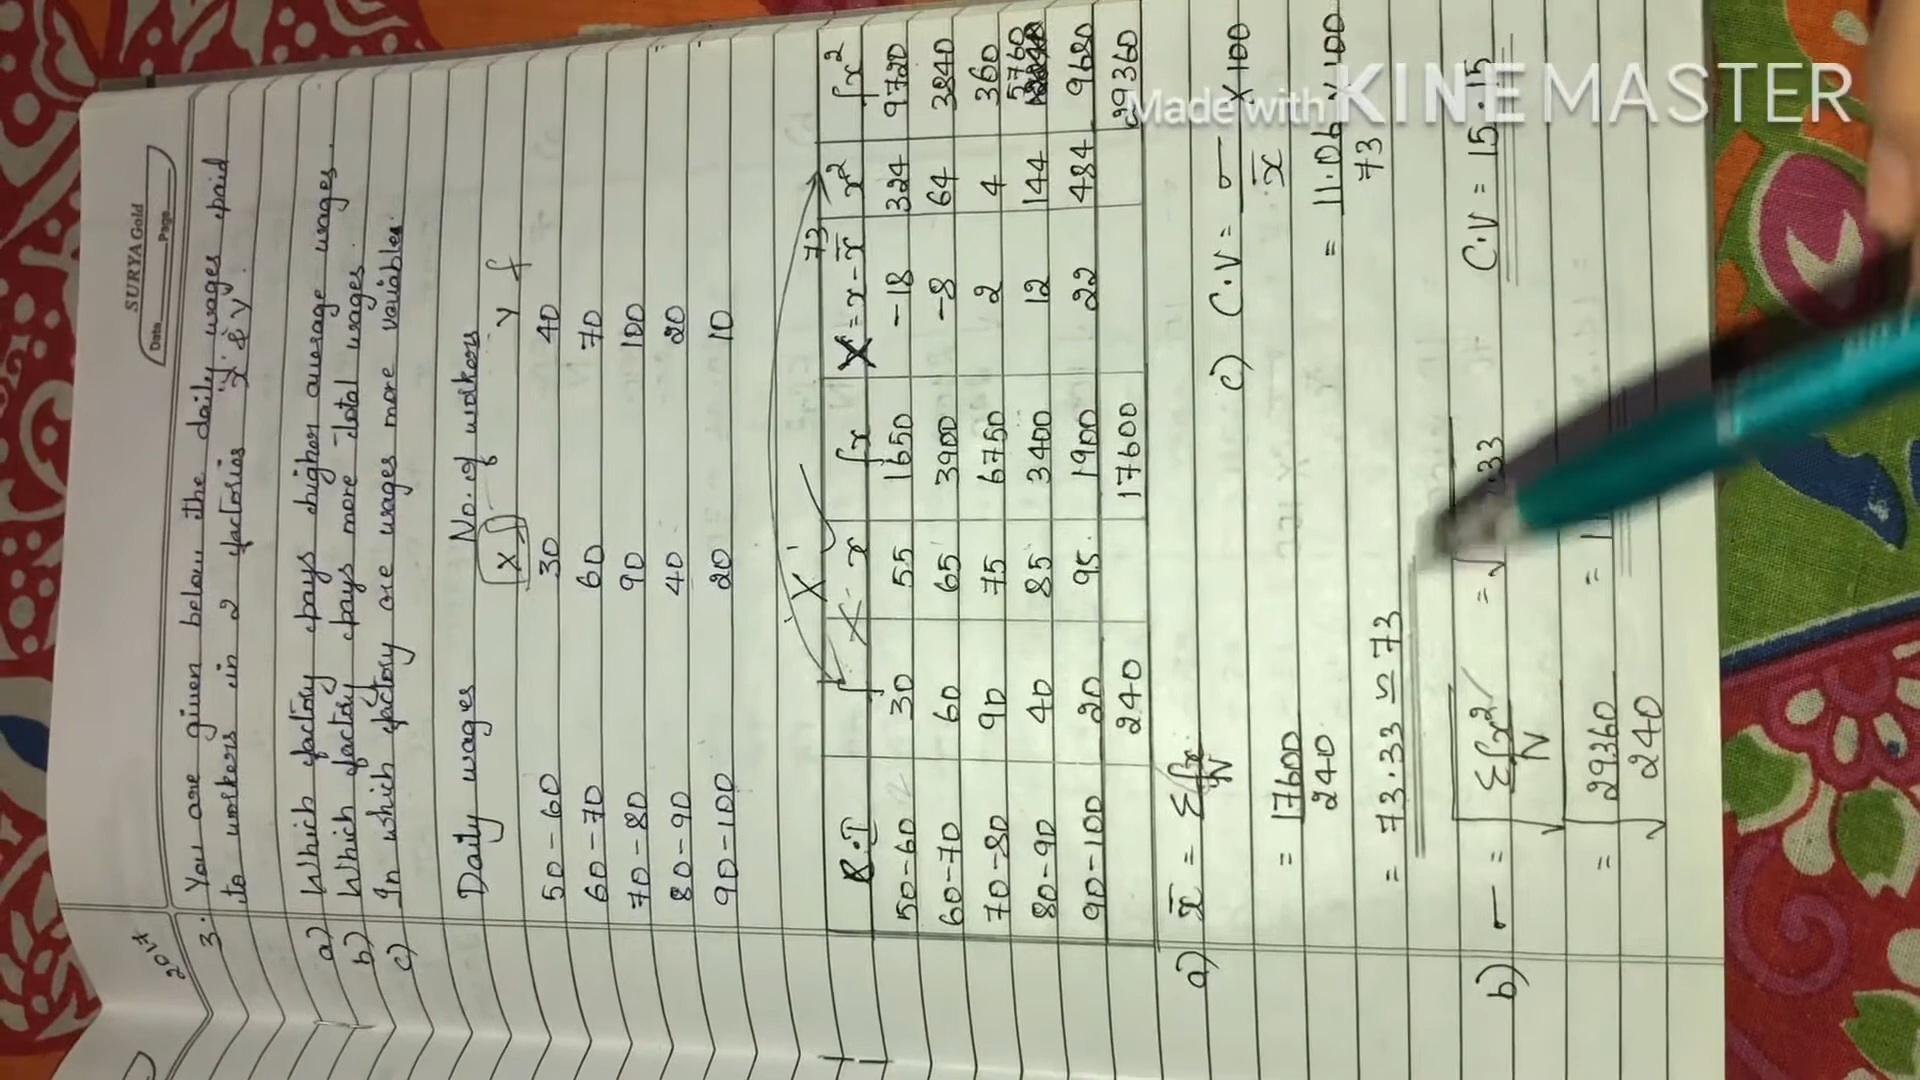 SURYA Gold
Date
Page
2017
3. You are given below the daily wages paid
to workers in 2 factories 'x' & 'y'.
a) Which factory pays higher average wages
b) Which factory pays more total wages.
c) In which factory are wages more variable.
Daily wages No. of workers
X Y f
50-60 30 40
60-70 60 70
70-80 90 100
80-90 40 20
90-100 20 10
'X'
73
C.I f x fx x=x-x̄ x² fx²
50-60 30 55 1650 -18 324 9720
60-70 60 65 3900 -8 64 3840
70-80 90 75 6750 2 4 360
80-90 40 85 3400 12 144 5760
90-100 20 95 1900 22 484 9680
240 17600 29360
a) x̄ = Σfx/N
= 17600/240
= 73.33 ≈ 73
b) σ = √Σfx²/N = √
= √29360/240 =
c) C.V = σ/x̄ X100
= 11.06/73 X100
C.V = 15.15
Made with KINEMASTER